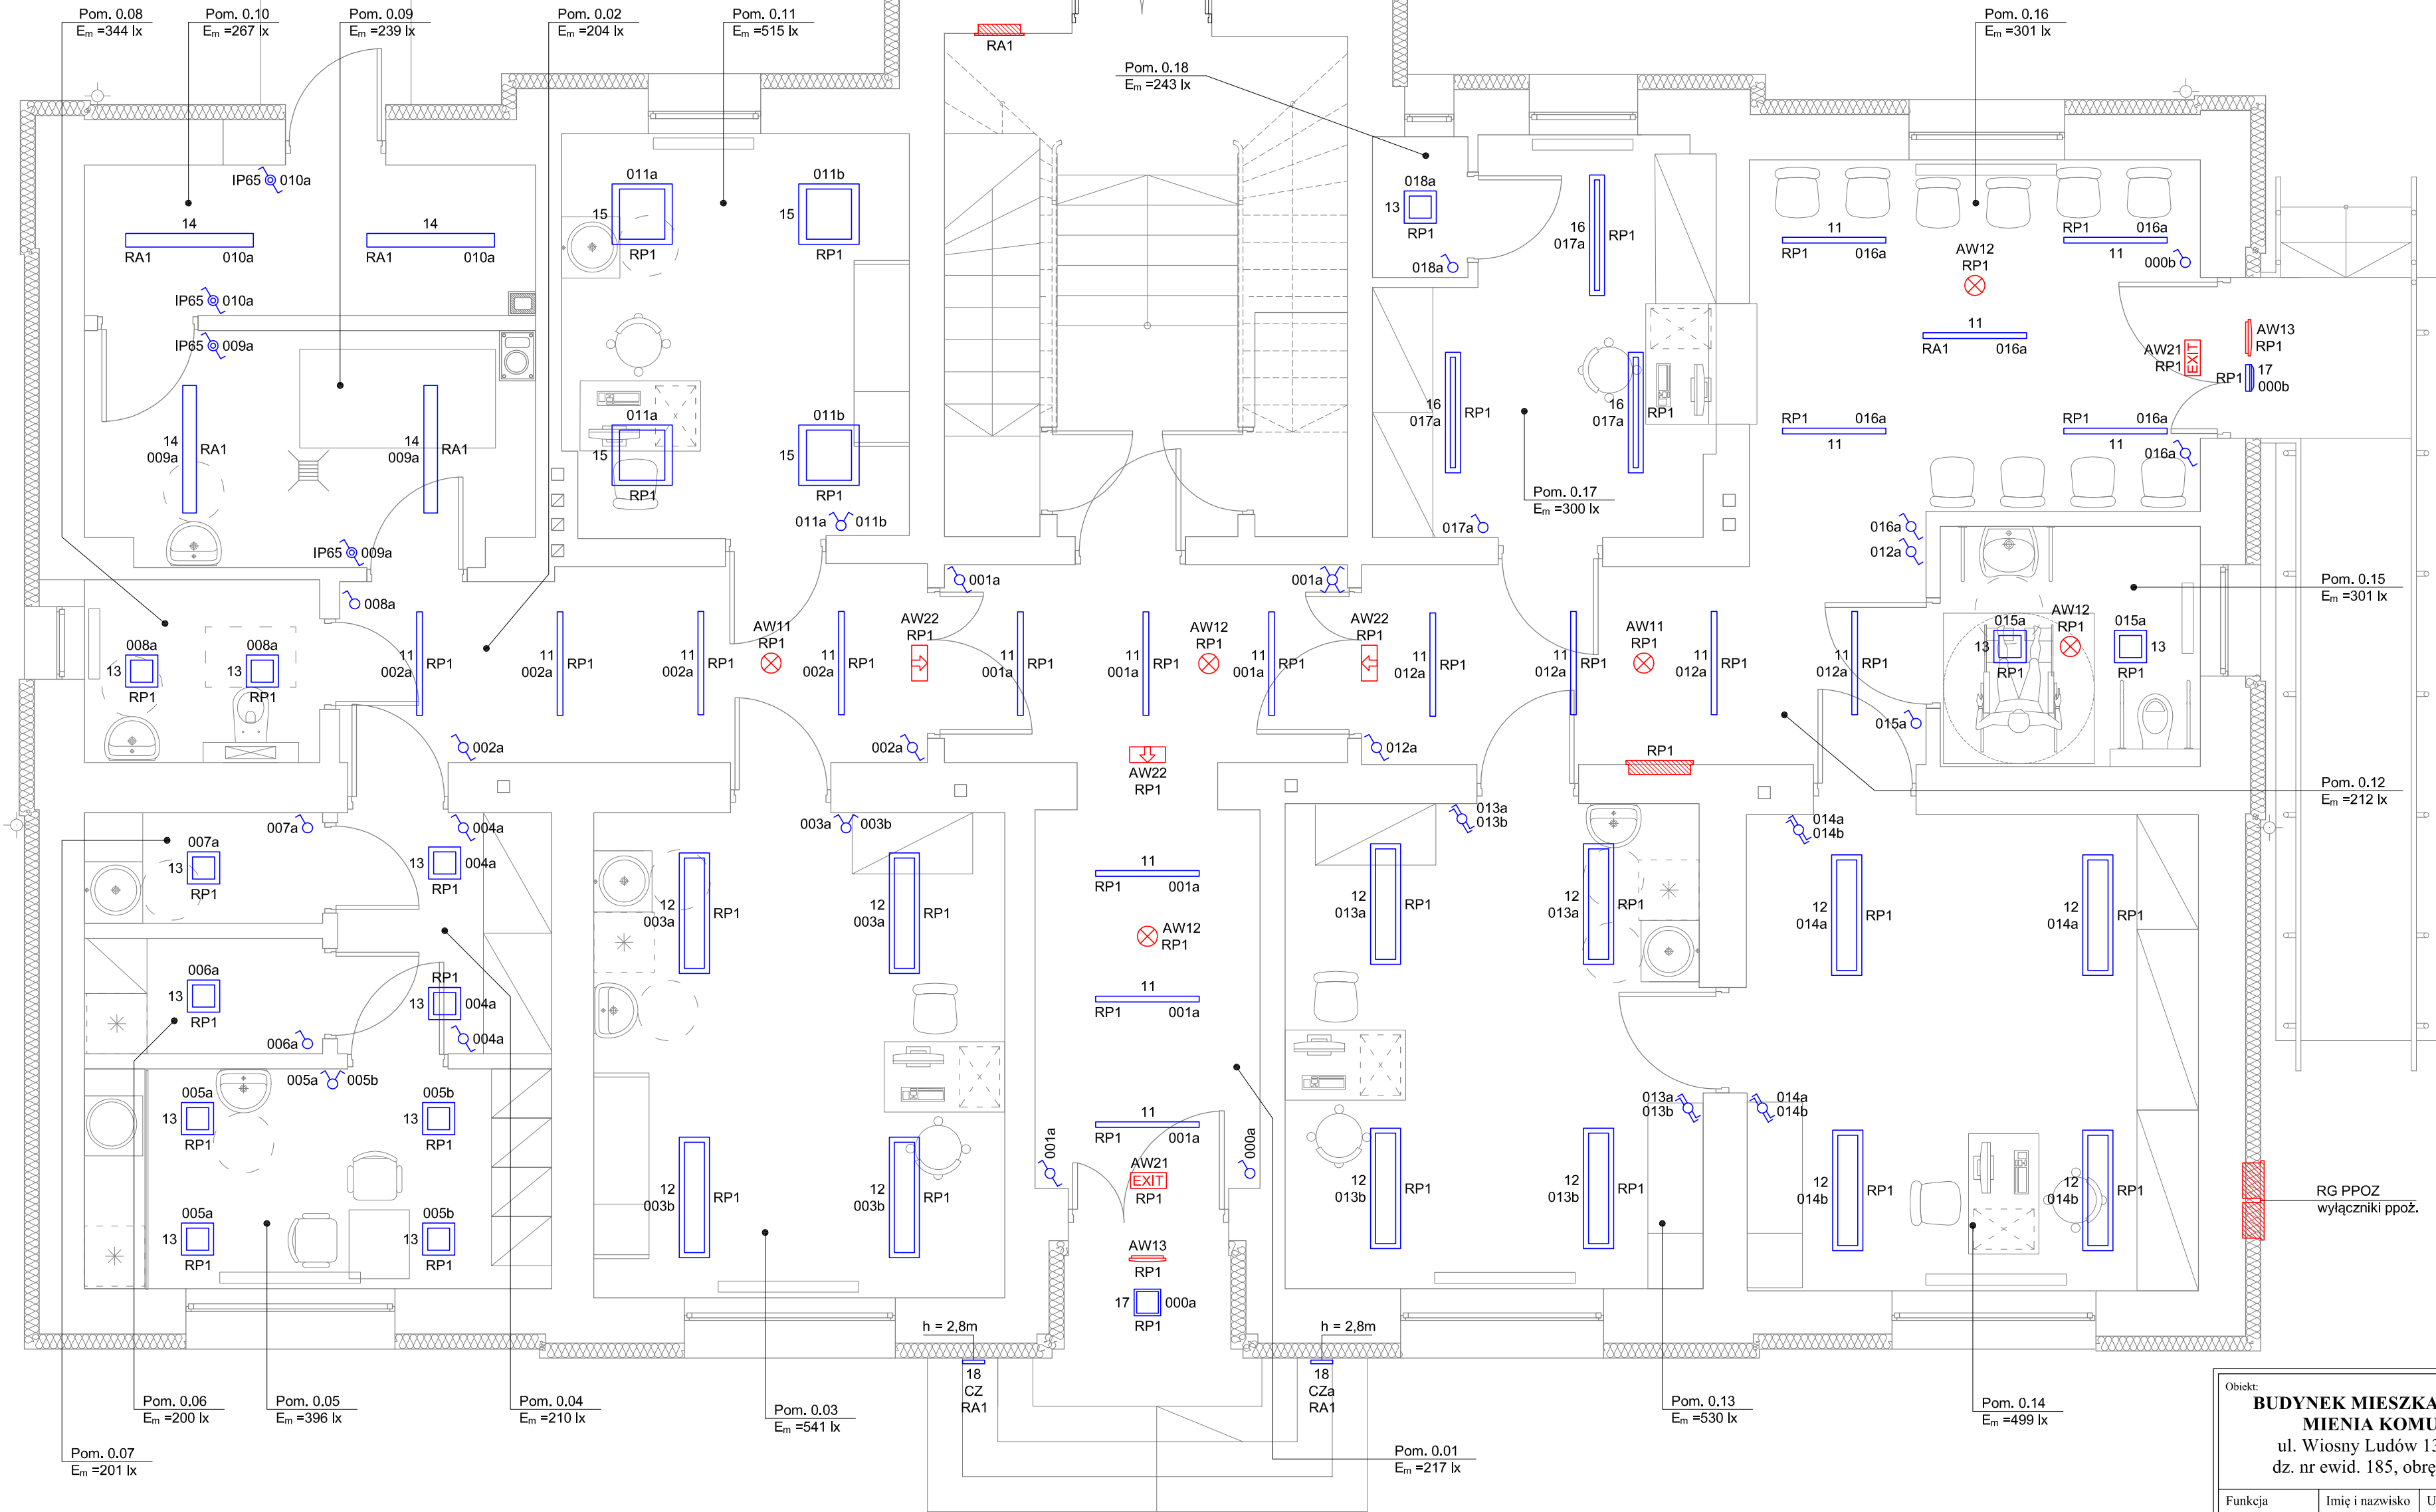 Pom. 0.08
Em =344 lx
Pom. 0.10
Em =267 lx
Pom. 0.09
Em =239 lx
Pom. 0.02
Em =204 lx
Pom. 0.11
Em =515 lx
RA1
Pom. 0.18
Em =243 lx
Pom. 0.16
Em =301 lx
IP65 010a
14
RA1 010a
14
RA1 010a
IP65 010a
IP65 009a
14
009a RA1
14
009a RA1
IP65 009a
011a
15
RP1
011b
15
RP1
011a
15
RP1
011b
15
RP1
011a 011b
018a
13
RP1
018a
16
017a RP1
16
017a RP1
16
017a RP1
Pom. 0.17
Em =300 lx
017a
11
RP1 016a
RP1 016a
11
000b
AW12
RP1
11
RA1 016a
AW21
RP1
EXIT
AW13
RP1
RP1 17
000b
RP1 016a
11
RP1 016a
11
016a
016a
012a
Pom. 0.15
Em =301 lx
008a
008a
13
RP1
008a
13
RP1
11
002a RP1
11
002a RP1
11
002a RP1
AW11
RP1
11
002a RP1
AW22
RP1
001a
11
001a RP1
11
001a RP1
AW12
RP1
11
001a RP1
001a
AW22
RP1
11
012a RP1
11
012a RP1
AW11
RP1
11
012a RP1
11
012a RP1
015a
13
RP1
AW12
RP1
015a
13
RP1
015a
002a
002a
AW22
RP1
012a
RP1
Pom. 0.12
Em =212 lx
007a
004a
007a
13
RP1
13 004a
RP1
006a
13
RP1
RP1
13 004a
006a
004a
005a 005b
005a
13
RP1
005b
13
RP1
005a
13
RP1
005b
13
RP1
003a 003b
12
003a RP1
12
003a RP1
12
003b RP1
12
003b RP1
11
RP1 001a
AW12
RP1
11
RP1 001a
11
RP1 001a
001a
000a
AW21
EXIT
RP1
AW13
RP1
17 000a
RP1
013a
013b
12
013a RP1
12
013a RP1
12
013b RP1
12
013b RP1
013a
013b
014a
014b
12
014a RP1
12
014a RP1
014a
014b
12
014b RP1
12
014b RP1
RG PPOZ
wyłączniki ppoż.
h = 2,8m
18
CZ
RA1
h = 2,8m
18
CZa
RA1
Pom. 0.06
Em =200 lx
Pom. 0.05
Em =396 lx
Pom. 0.04
Em =210 lx
Pom. 0.03
Em =541 lx
Pom. 0.13
Em =530 lx
Pom. 0.14
Em =499 lx
Pom. 0.07
Em =201 lx
Pom. 0.01
Em =217 lx
Obiekt:
BUDYNEK MIESZKA
MIENIA KOMU
ul. Wiosny Ludów 13
dz. nr ewid. 185, obrę
Funkcja Imię i nazwisko U